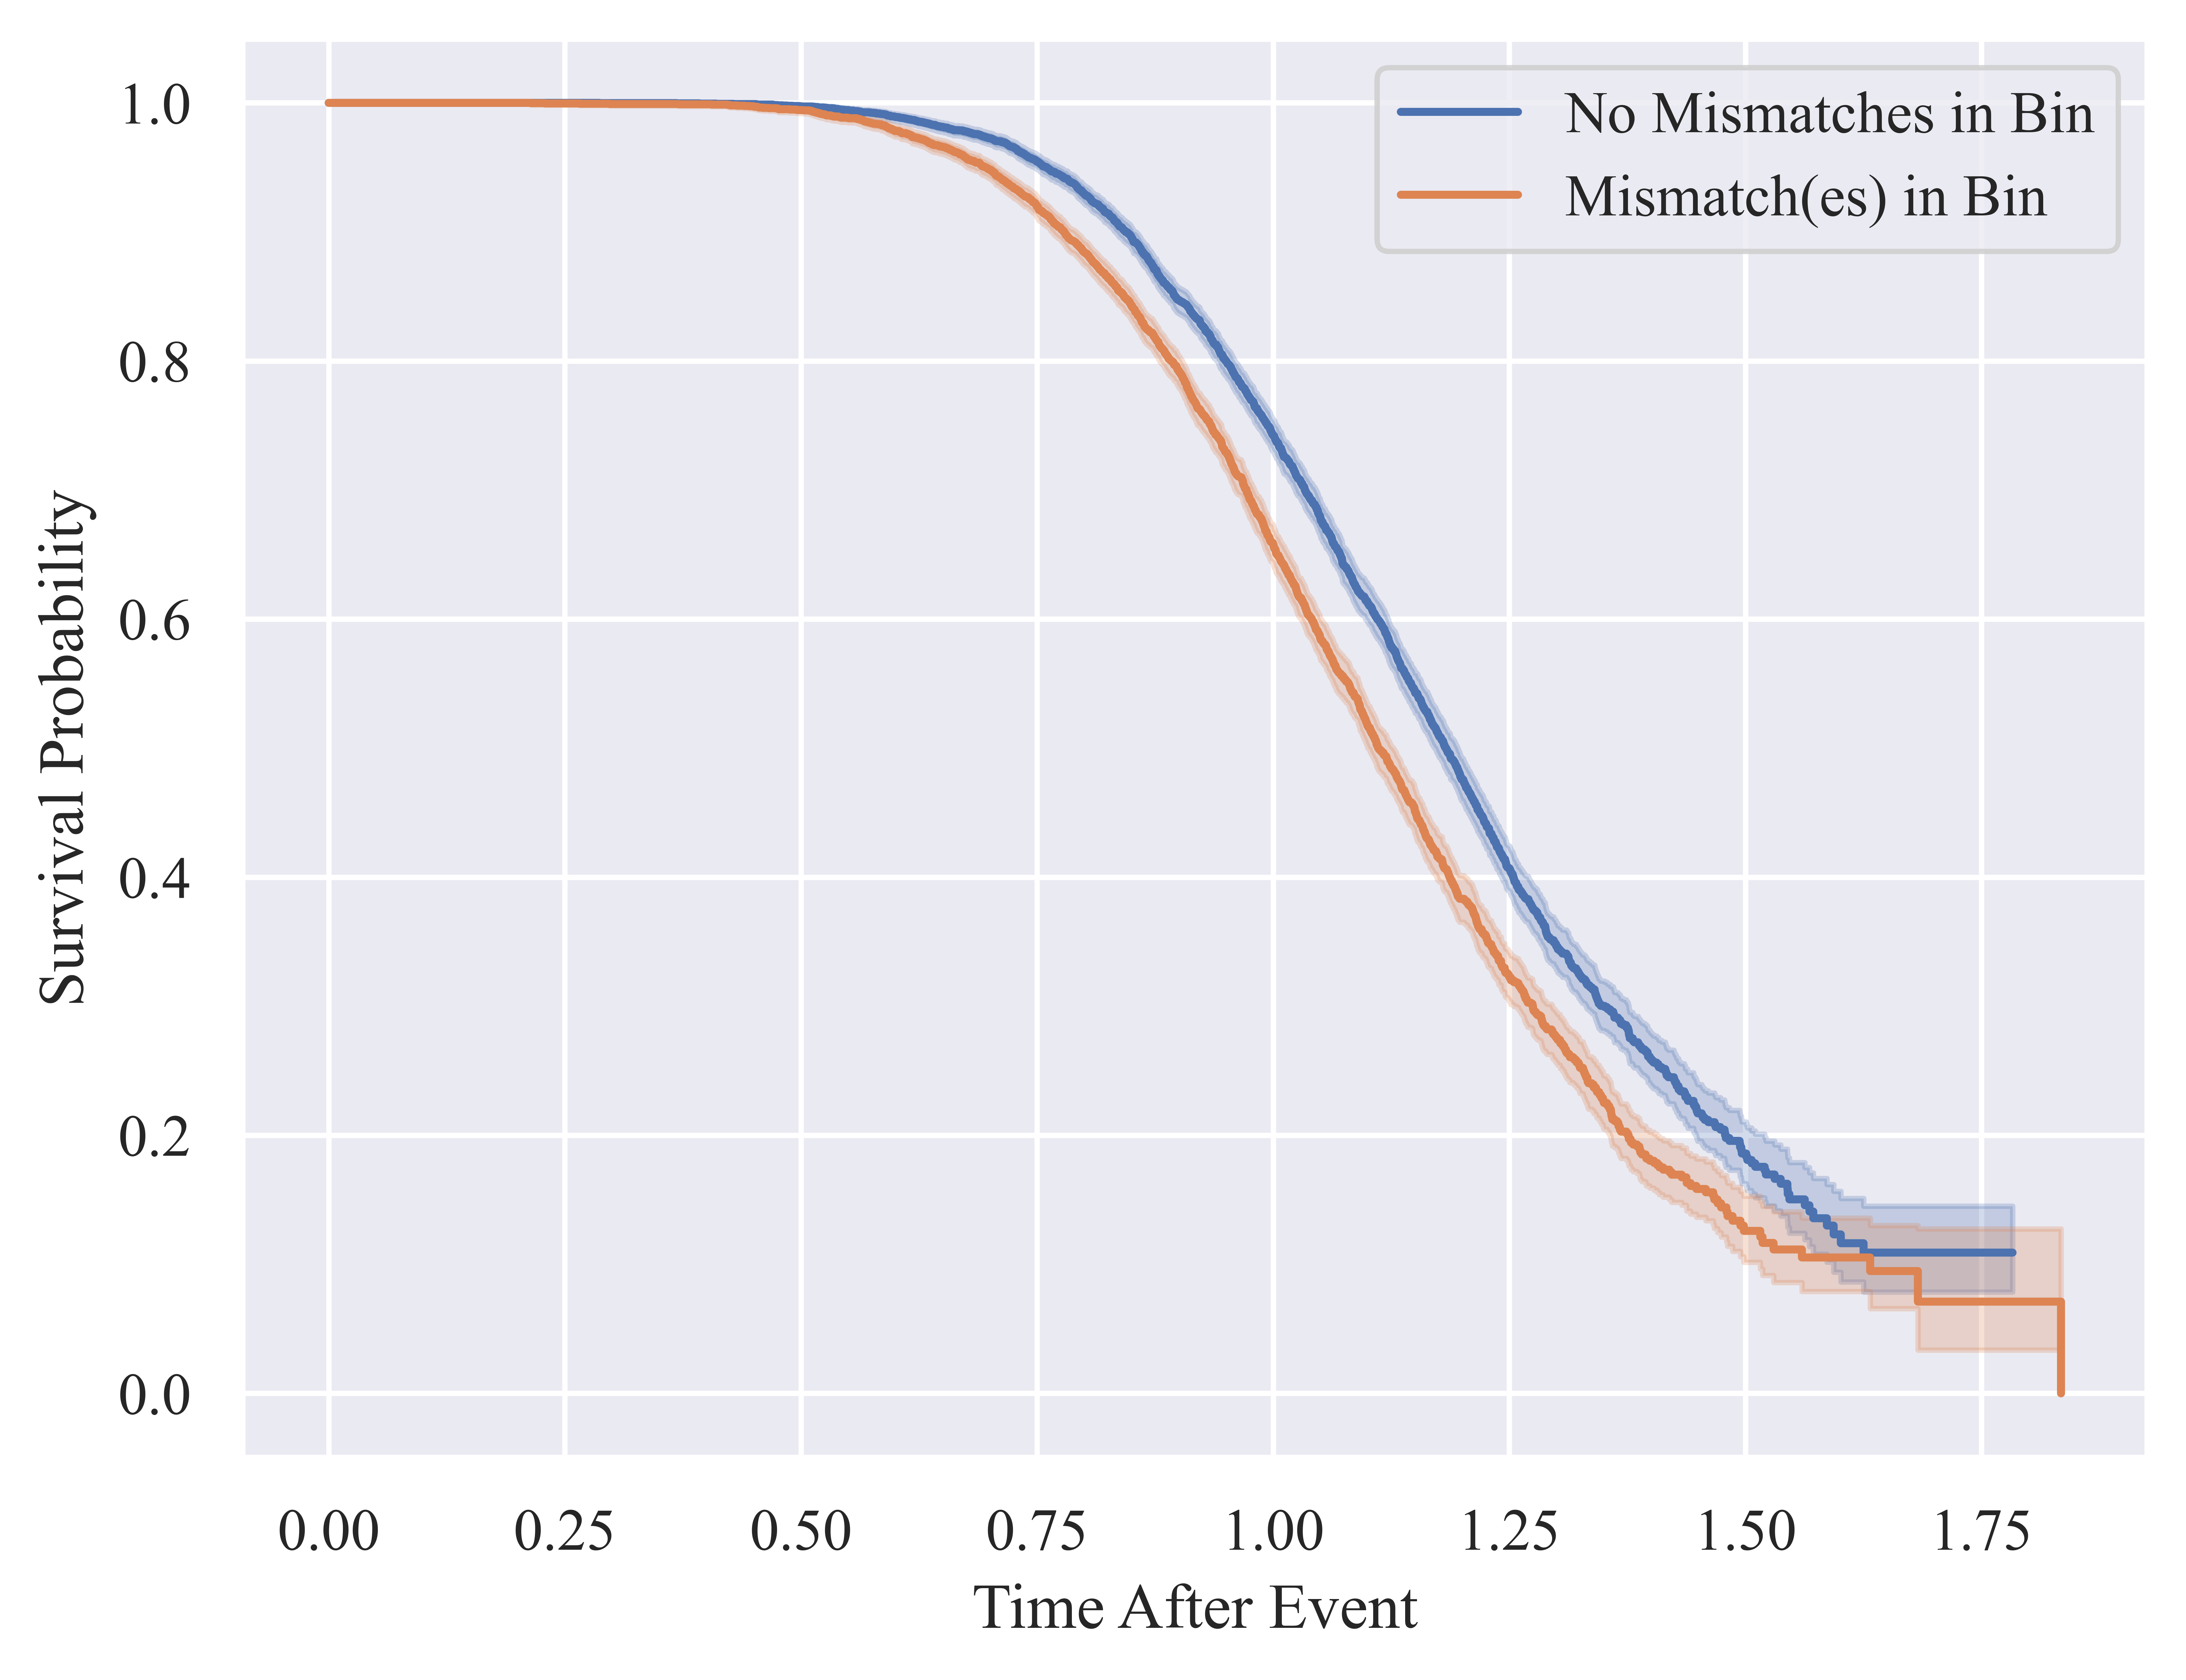 No Mismatches in Bin
Mismatch(es) in Bin
1.0
0.8
0.6
0.4
0.2
0.0
Survival Probability
0.00 0.25 0.50 0.75 1.00 1.25 1.50 1.75
Time After Event